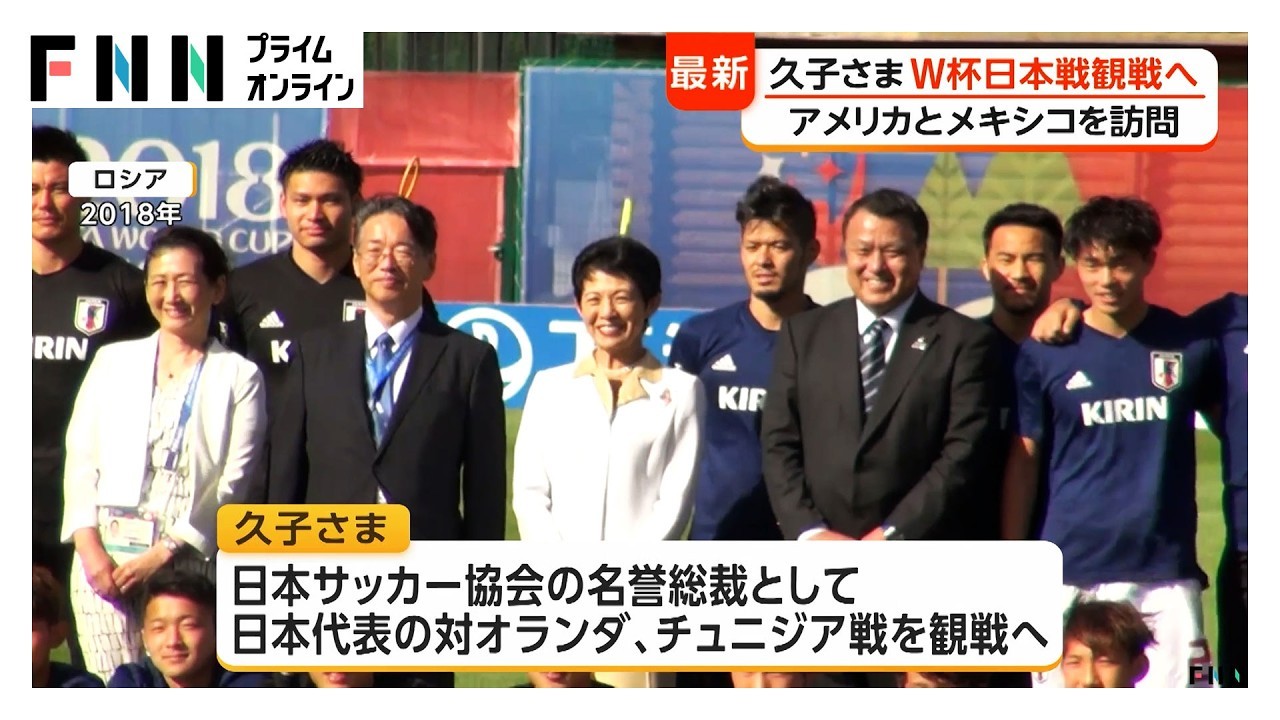 FNN プライム
オンライン
最新
久子さま W杯日本戦観戦へ
アメリカとメキシコを訪問
ロシア
2018年
2018
FA WORLD CUP
KIRIN
K
KIR
KIRIN
久子さま
日本サッカー協会の名誉総裁として
日本代表の対オランダ、チュニジア戦を観戦へ
FNN